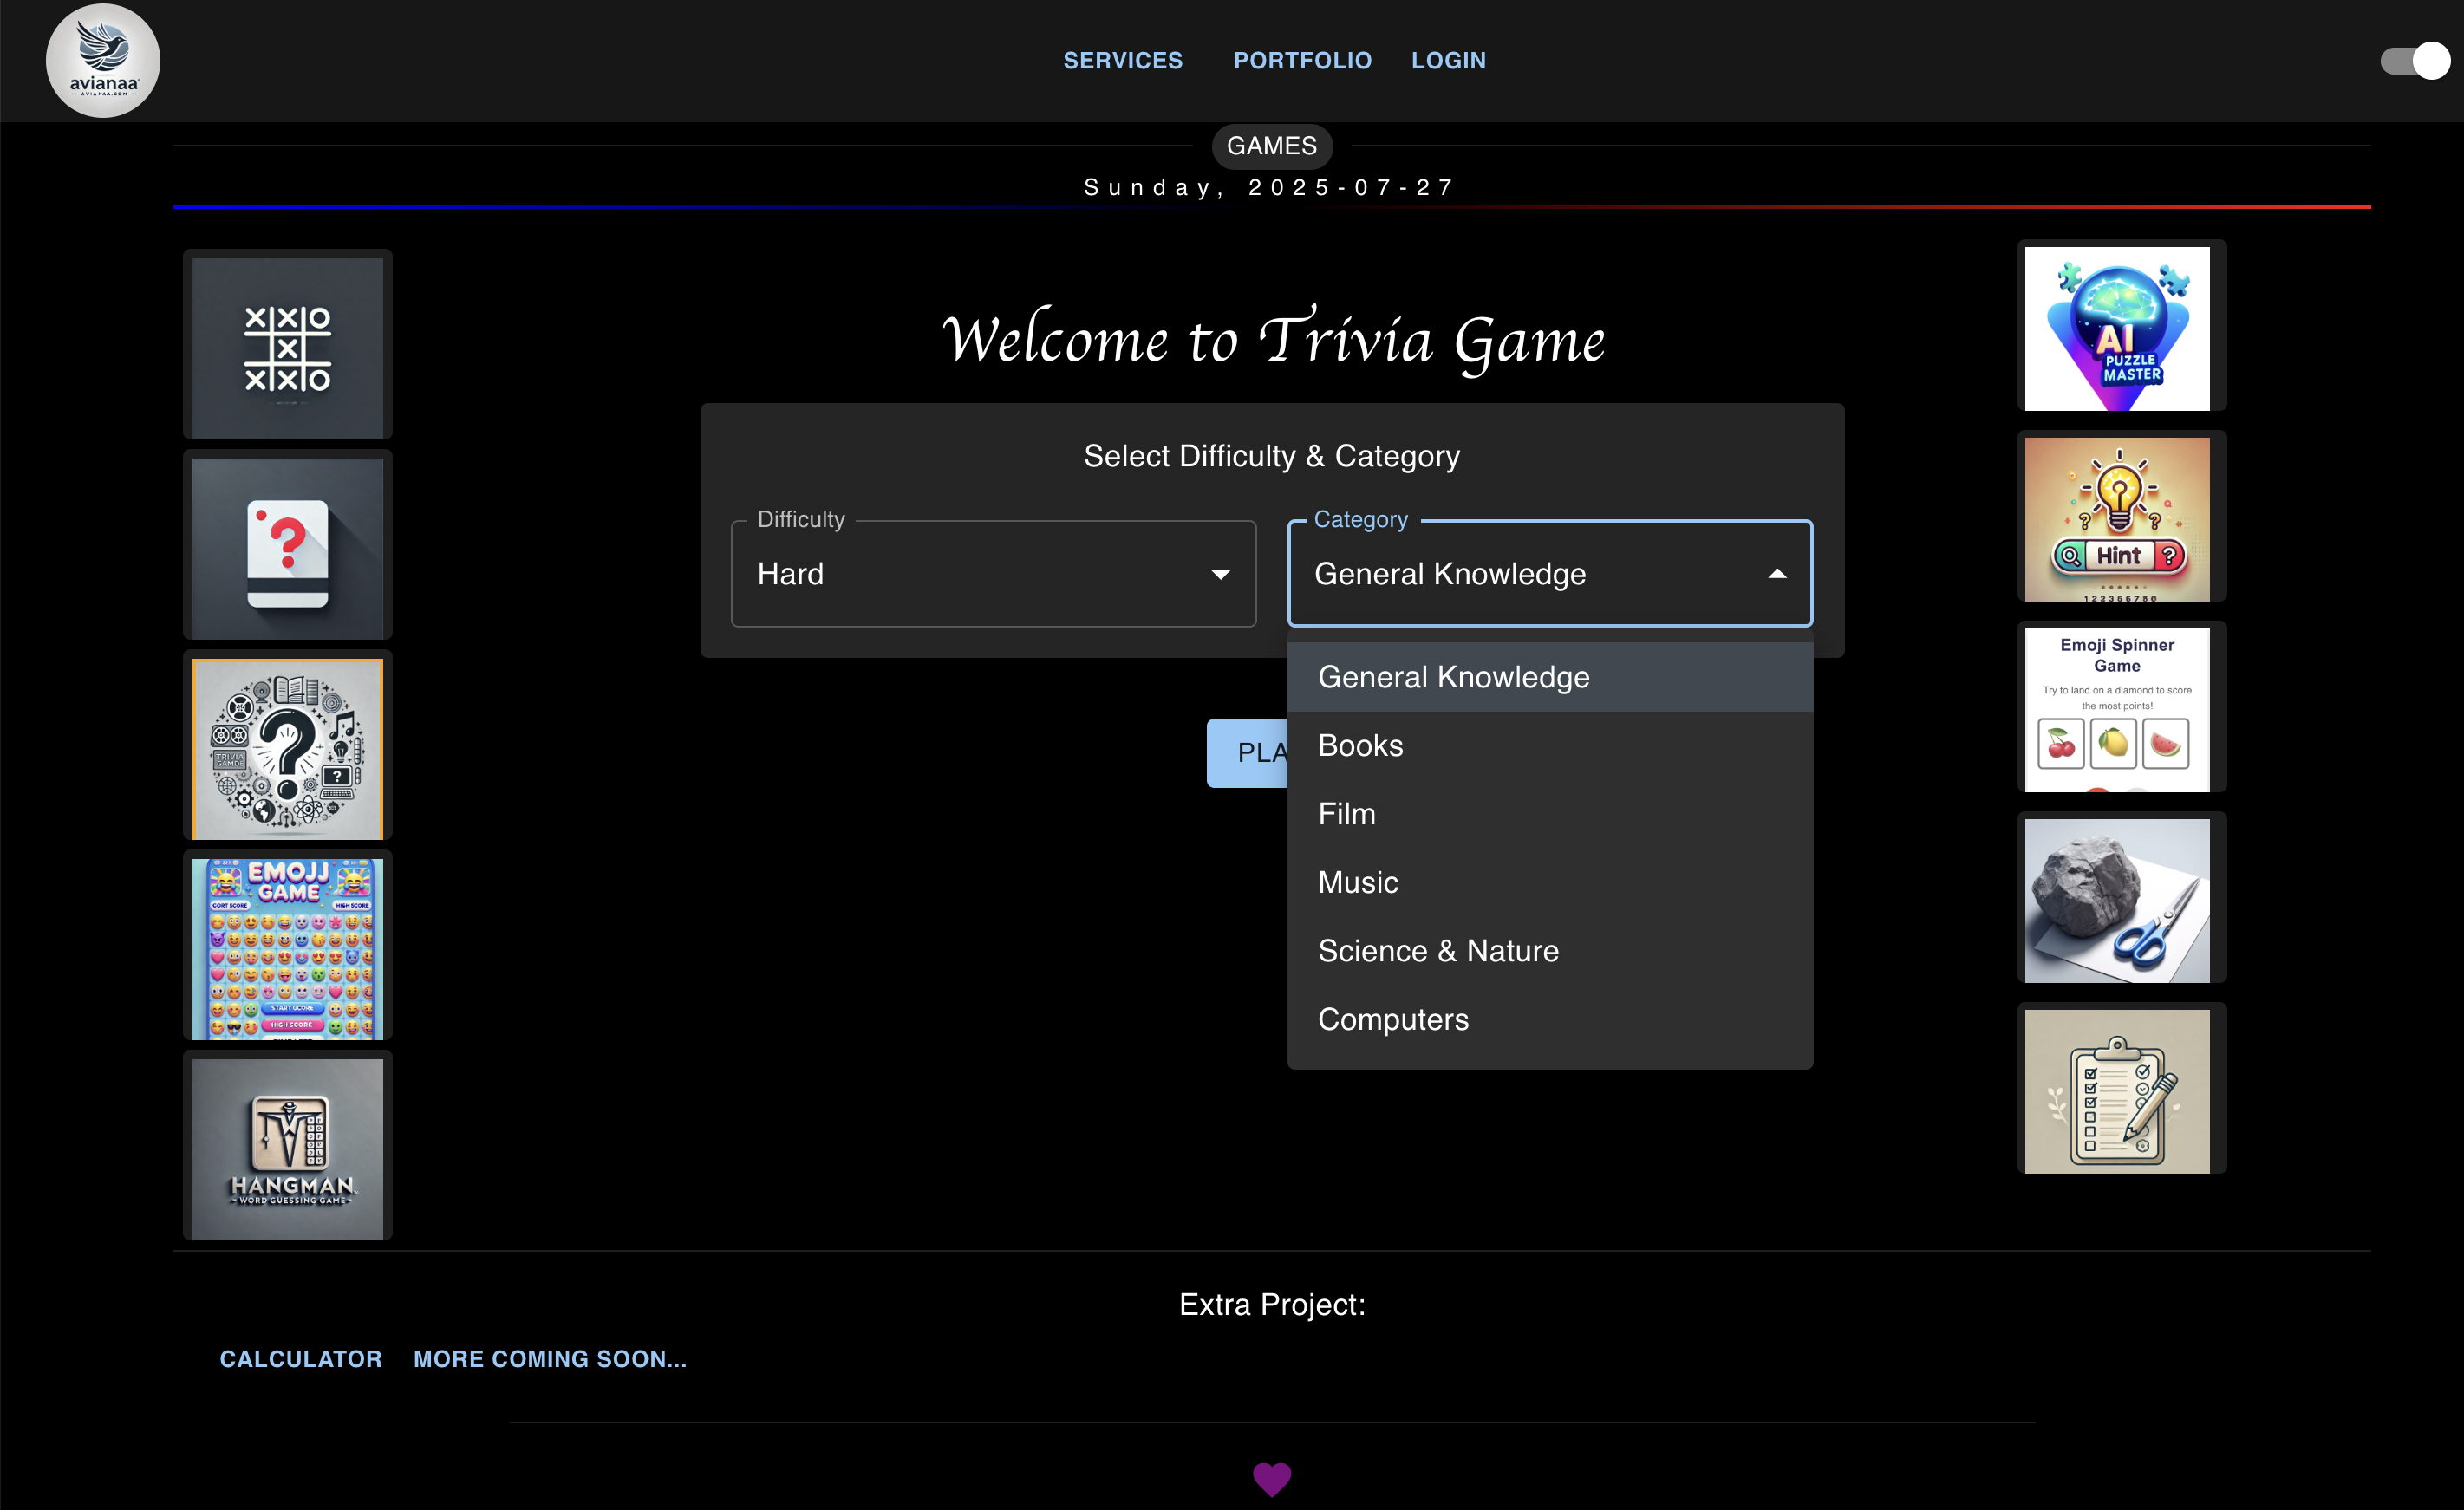 avianaa
AVIANAA.COM
SERVICES PORTFOLIO LOGIN
GAMES
Sunday, 2025-07-27
Welcome to Trivia Game
Select Difficulty & Category
Difficulty
Hard
Category
General Knowledge
General Knowledge
Books
Film
Music
Science & Nature
Computers
PLA
TRIVIA
GAMDE
EMOJJ
GAME
CORT SCORE
HIGH SCORE
START SCORE
HIGH SCORE
HANGMAN
WORD GUESSING GAME
AI
PUZZLE
MASTER
Hint
Emoji Spinner
Game
Try to land on a diamond to score
the most points!
Extra Project:
CALCULATOR MORE COMING SOON...